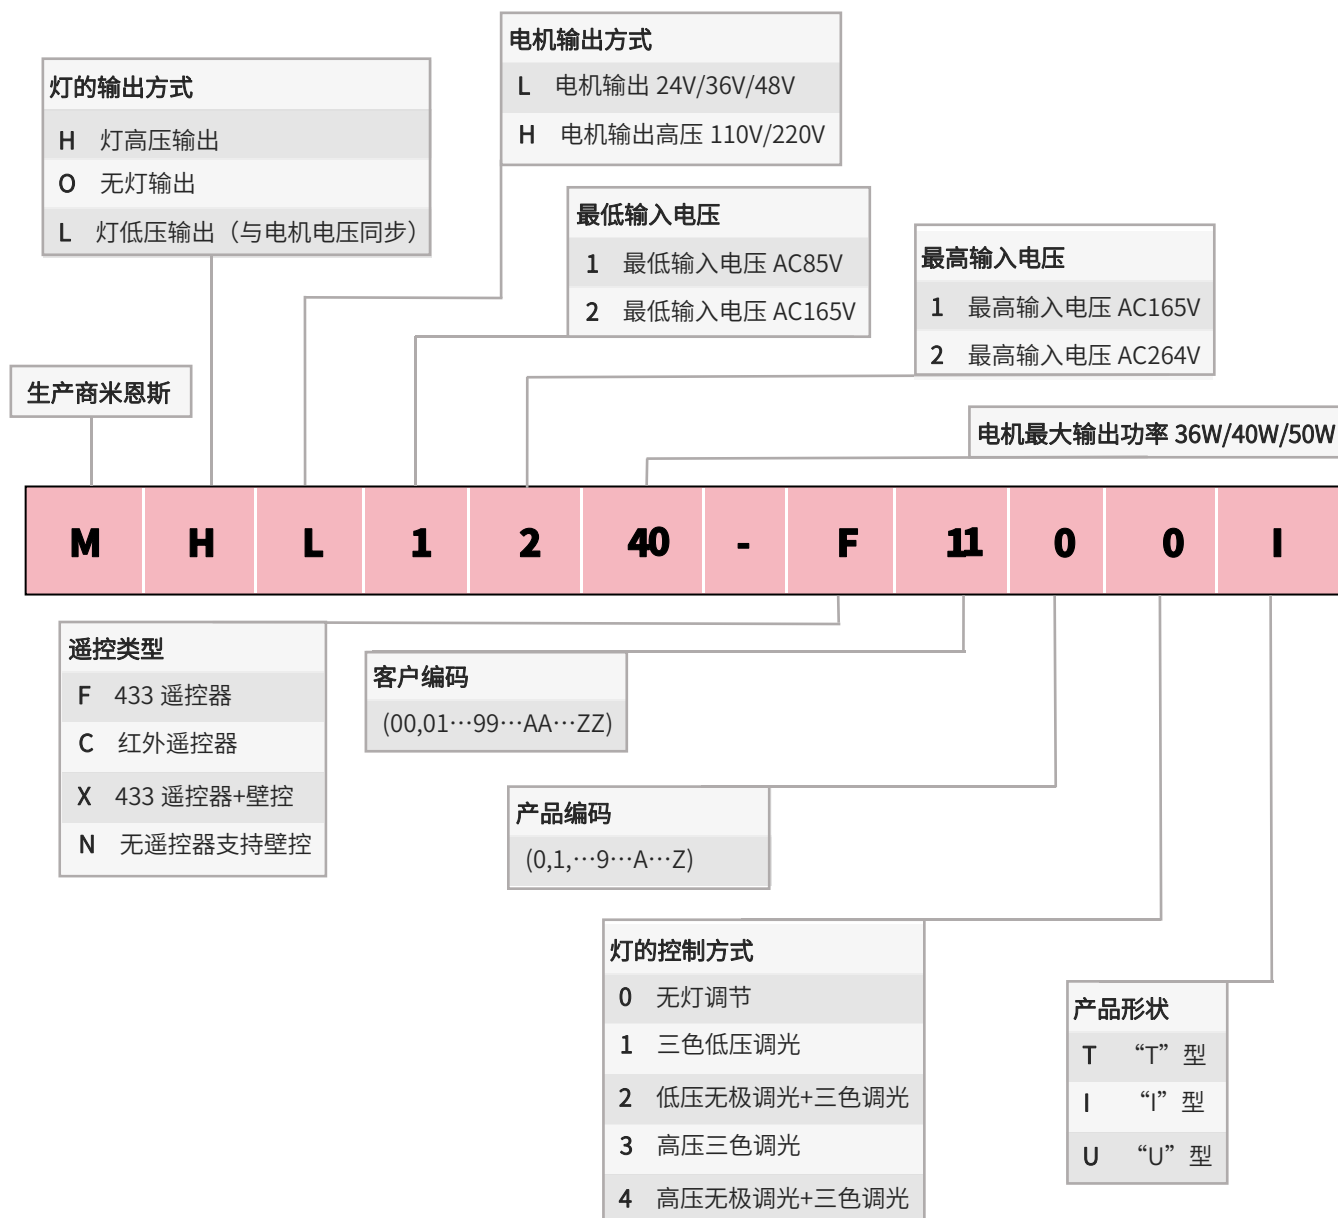 电机输出方式
L 电机输出 24V/36V/48V
H 电机输出高压 110V/220V
灯的输出方式
H 灯高压输出
O 无灯输出
L 灯低压输出（与电机电压同步）
最低输入电压
1 最低输入电压 AC85V
2 最低输入电压 AC165V
最高输入电压
1 最高输入电压 AC165V
2 最高输入电压 AC264V
生产商米恩斯
电机最大输出功率 36W/40W/50W
M H L 1 2 40 - F 11 0 0 I
遥控类型
F 433 遥控器
C 红外遥控器
X 433 遥控器+壁控
N 无遥控器支持壁控
客户编码
(00,01…99…AA…ZZ)
产品编码
(0,1,…9…A…Z)
灯的控制方式
0 无灯调节
1 三色低压调光
2 低压无极调光+三色调光
3 高压三色调光
4 高压无极调光+三色调光
产品形状
T “T”型
I “I”型
U “U”型